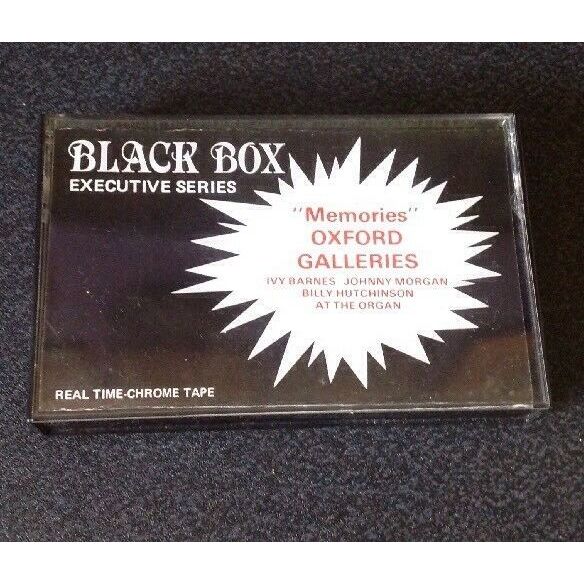 BLACK BOX
EXECUTIVE SERIES
"Memories"
OXFORD
GALLERIES
IVY BARNES JOHNNY MORGAN
BILLY HUTCHINSON
AT THE ORGAN
REAL TIME-CHROME TAPE